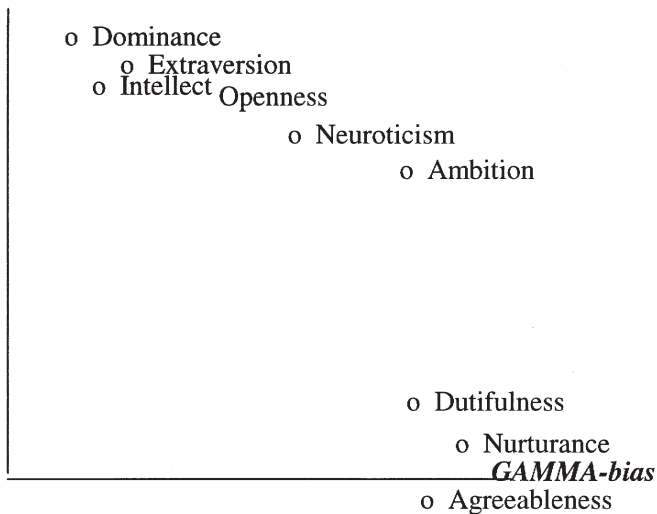 o Dominance
o Extraversion
o Intellect Openness
o Neuroticism
o Ambition
o Dutifulness
o Nurturance
GAMMA-bias
o Agreeableness